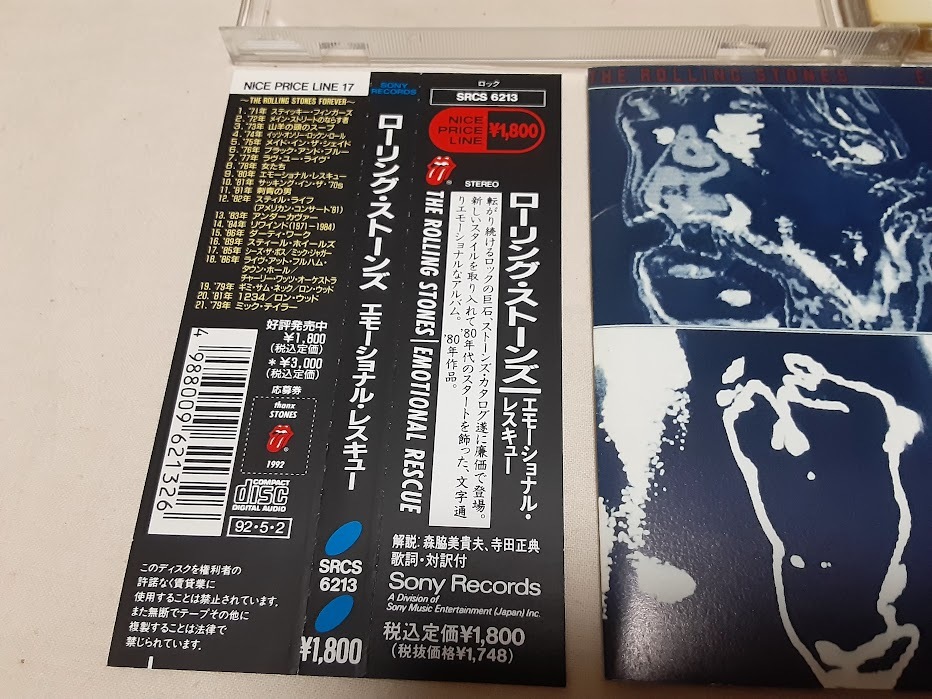 NICE PRICE LINE 17
～THE ROLLING STONES FOREVER～
1. '71年 スティッキー・フィンガーズ
2. '72年 メイン・ストリートのならず者
3. '73年 山羊の頭のスープ
4. '74年 イッツ・オンリー・ロックン・ロール
5. '75年 メイド・イン・ザ・シェイド
6. '76年 ブラック・アンド・ブルー
7. '77年 ラヴ・ユー・ライヴ
8. '78年 女たち
9. '80年 エモーショナル・レスキュー
10. '81年 サッキング・イン・ザ・'70s
11. '81年 刺青の男
12. '82年 スティル・ライフ
(アメリカン・コンサート'81)
13. '83年 アンダーカヴァー
14. '84年 リワインド(1971－1984)
15. '86年 ダーティ・ワーク
16. '89年 スティール・ホイールズ
17. '85年 シーズ・ザ・ボス/ミック・ジャガー
18. '86年 ライヴ・アット・フルハム・
タウン・ホール/
チャーリー・ワッツ・オーケストラ
19. '79年 ギミ・サム・ネック/ロン・ウッド
20. '81年 1234/ロン・ウッド
21. '79年 ミック・テイラー
好評発売中
¥1,800
(税込定価)
＊¥3,000
(税込定価)
応募券
thanx
STONES
1992
4 988009 621326
COMPACT
disc
DIGITAL AUDIO
92・5・2
このディスクを権利者の
許諾なく賃貸業に
使用することは禁止されています。
また無断でテープその他に
複製することは法律で
禁じられています。
SONY
RECORDS
ローリング・ストーンズ エモーショナル・レスキュー
SRCS
6213
¥1,800
ロック
SRCS 6213
NICE
PRICE
LINE
¥1,800
STEREO
ローリング・ストーンズ
エモーショナル・
レスキュー
転がり続けるロックの巨石、ストーンズ・カタログ遂に廉価で登場。
新しいスタイルを取り入れて'80年代のスタートを飾った、文字通
りエモーショナルなアルバム。 '80年作品。
THE ROLLING STONES|EMOTIONAL RESCUE
解説:森脇美貴夫、寺田正典
歌詞・対訳付
Sony Records
A Division of
Sony Music Entertainment (Japan) Inc.
税込定価¥1,800
(税抜価格¥1,748)
THE ROLLING STONES